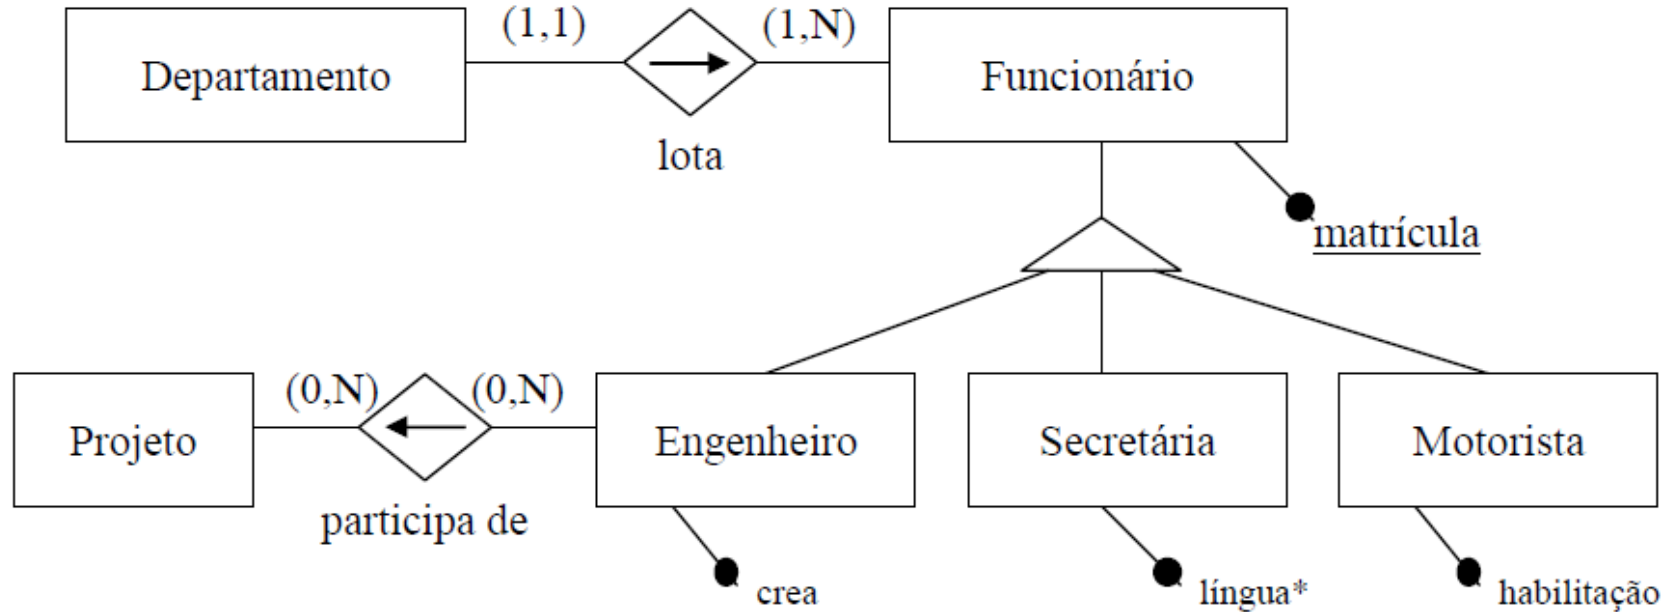 (1,1) (1,N)
Departamento Funcionário
lota
matrícula
(0,N) (0,N)
Projeto Engenheiro Secretária Motorista
participa de
crea língua* habilitação